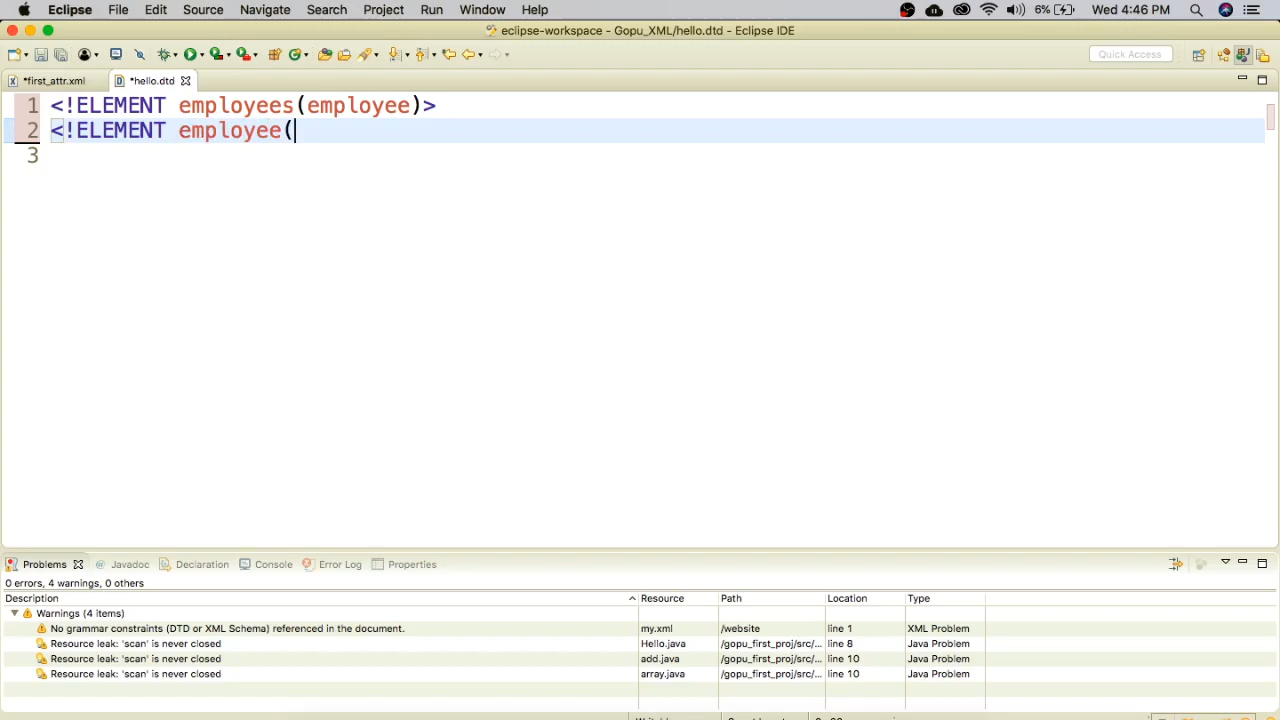 Eclipse File Edit Source Navigate Search Project Run Window Help 6% Wed 4:46 PM
eclipse-workspace - Gopu_XML/hello.dtd - Eclipse IDE
Quick Access
*first_attr.xml *hello.dtd
1 <!ELEMENT employees(employee)>
2 <!ELEMENT employee(
3
Problems @ Javadoc Declaration Console Error Log Properties
0 errors, 4 warnings, 0 others
Description Resource Path Location Type
Warnings (4 items)
No grammar constraints (DTD or XML Schema) referenced in the document. my.xml /website line 1 XML Problem
Resource leak: 'scan' is never closed Hello.java /gopu_first_proj/src/... line 8 Java Problem
Resource leak: 'scan' is never closed add.java /gopu_first_proj/src/... line 10 Java Problem
Resource leak: 'scan' is never closed array.java /gopu_first_proj/src/... line 10 Java Problem